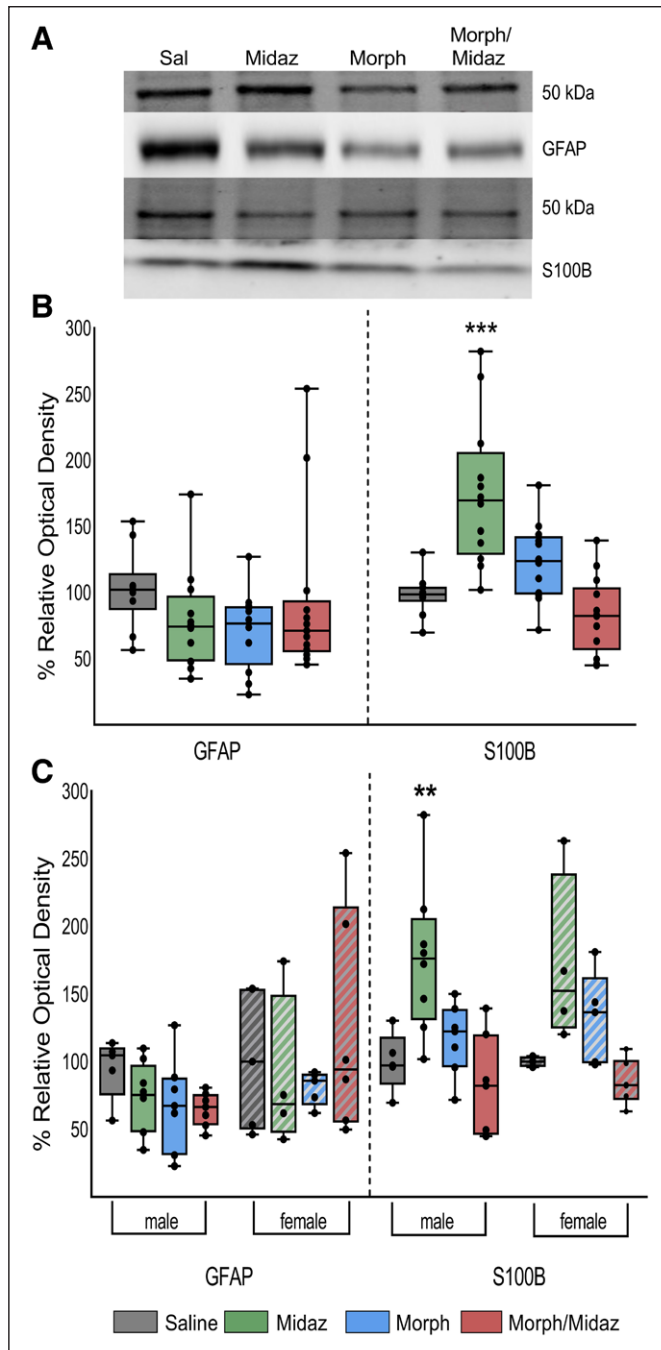 A
Sal Midaz Morph Morph/
Midaz
50 kDa
GFAP
50 kDa
S100B
B
% Relative Optical Density
300
250
200
150
100
50
***
GFAP S100B
C
% Relative Optical Density
300
250
200
150
100
50
**
male female male female
GFAP S100B
Saline Midaz Morph Morph/Midaz